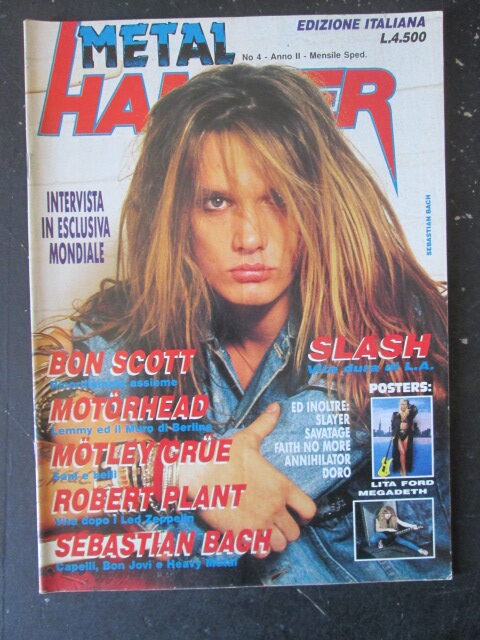 METAL
HAMMER
EDIZIONE ITALIANA
L.4.500
No 4 - Anno II - Mensile Sped.
INTERVISTA
IN ESCLUSIVA
MONDIALE
SEBASTIAN BACH
BON SCOTT
assieme
MOTÖRHEAD
Lemmy ed il Muro di Berlino
MÖTLEY CRÜE
Sani e belli
ROBERT PLANT
Vita dopo i Led Zeppelin
SEBASTIAN BACH
Capelli, Bon Jovi e Heavy Metal
SLASH
Vita dura di L.A.
ED INOLTRE:
SLAYER
SAVATAGE
FAITH NO MORE
ANNIHILATOR
DORO
POSTERS:
LITA FORD
MEGADETH